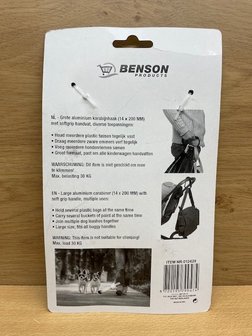 BENSON
PRODUCTS
NL - Grote aluminium karabijnhaak (14 x 200 MM)
met softgrip handvat, diverse toepassingen:
• Houd meerdere plastic tassen tegelijk vast
• Draag meerdere zware emmers verf tegelijk
• Voeg meerdere hondenriemen samen
• Groot formaat, past om alle kinderwagen handvatten
WAARSCHUWING: Dit item is niet geschikt om mee
te klimmen!
Max. belasting 30 KG
EN - Large aluminium carabiner (14 x 200 MM) with
soft grip handle, multiple uses:
• Hold several plastic bags at the same time
• Carry several buckets of paint at the same time
• Join multiple dog leashes together
• Large size, fits all buggy handles
WARNING: This item is not suitable for climbing!
Max. load 30 KG
ITEM NR 012429